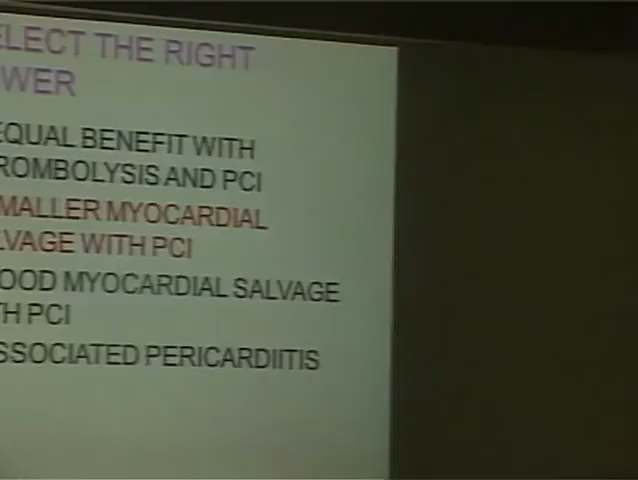 ELECT THE RIGHT
WER
EQUAL BENEFIT WITH
ROMBOLYSIS AND PCI
MALLER MYOCARDIAL
LVAGE WITH PCI
OOD MYOCARDIAL SALVAGE
TH PCI
SSOCIATED PERICARDIITIS